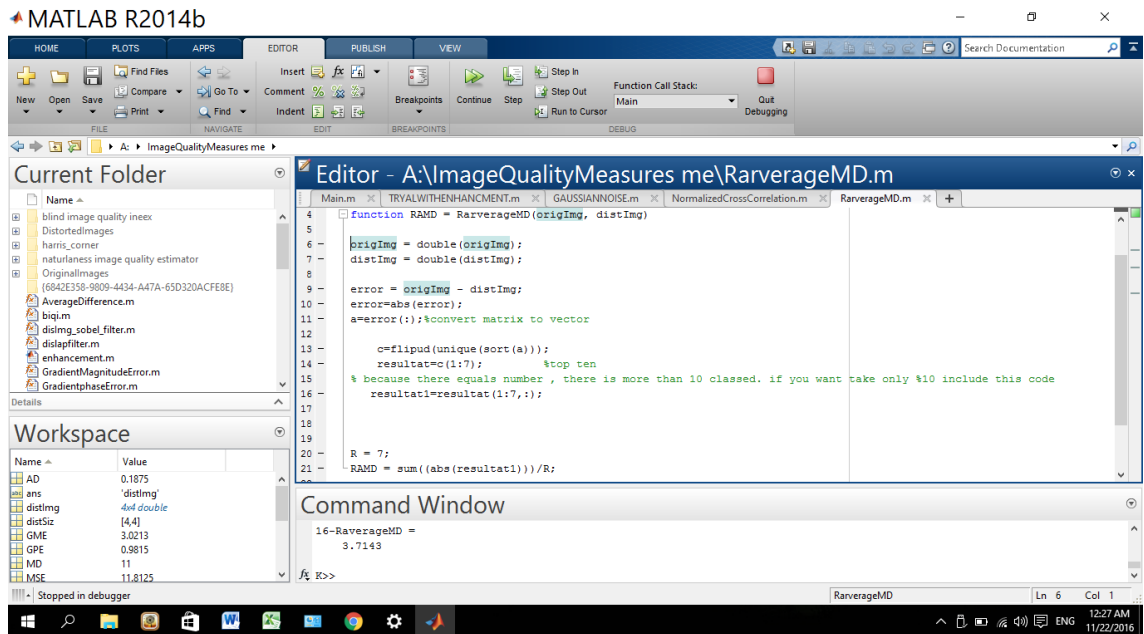 MATLAB R2014b
HOME PLOTS APPS EDITOR PUBLISH VIEW Search Documentation
New Open Save Find Files Compare Print Go To Find Insert fx Comment Indent Breakpoints Continue Step Step In Step Out Run to Cursor Function Call Stack: Main Quit Debugging
FILE NAVIGATE EDIT BREAKPOINTS DEBUG
A: ImageQualityMeasures me
Current Folder
Name
blind image quality ineex
DistortedImages
harris_corner
naturlaness image quality estimator
OriginalImages
{6842E358-9809-4434-A47A-65D320ACFE8E}
AverageDifference.m
biqi.m
disImg_sobel_filter.m
dislapfilter.m
enhancement.m
GradientMagnitudeError.m
GradientphaseError.m
Details
Workspace
Name Value
AD 0.1875
ans 'distImg'
distImg 4x4 double
distSiz [4,4]
GME 3.0213
GPE 0.9815
MD 11
MSE 11.8125
Editor - A:\ImageQualityMeasures me\RarverageMD.m
Main.m TRYALWITHENHANCMENT.m GAUSSIANNOISE.m NormalizedCrossCorrelation.m RarverageMD.m
4 function RAMD = RarverageMD(origImg, distImg)
5
6 origImg = double(origImg);
7 distImg = double(distImg);
8
9 error = origImg - distImg;
10 error=abs(error);
11 a=error(:);%convert matrix to vector
12
13 c=flipud(unique(sort(a)));
14 resultat=c(1:7); %top ten
15 % because there equals number , there is more than 10 classed. if you want take only %10 include this code
16 resultat1=resultat(1:7,:);
17
18
19
20 R = 7;
21 RAMD = sum((abs(resultat1)))/R;
Command Window
16-RaverageMD =
3.7143
fx K>>
Stopped in debugger RarverageMD Ln 6 Col 1
ENG 12:27 AM
11/22/2016